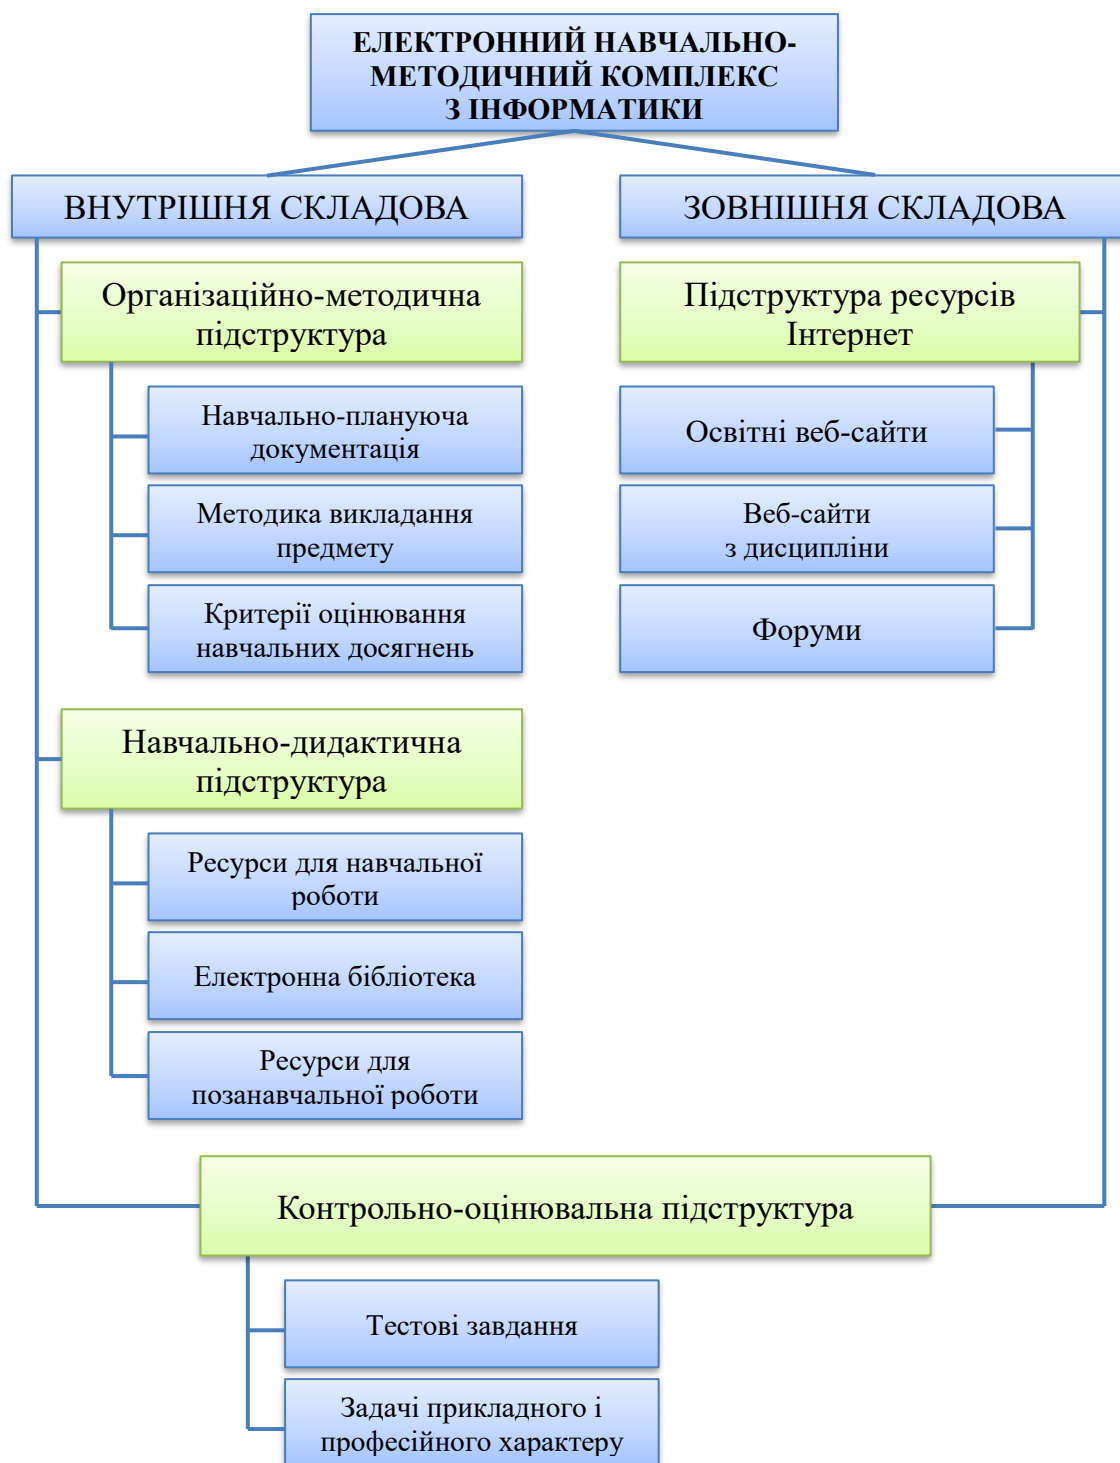 ЕЛЕКТРОННИЙ НАВЧАЛЬНО-
МЕТОДИЧНИЙ КОМПЛЕКС
З ІНФОРМАТИКИ
ВНУТРІШНЯ СКЛАДОВА
Організаційно-методична
підструктура
Навчально-плануюча
документація
Методика викладання
предмету
Критерії оцінювання
навчальних досягнень
Навчально-дидактична
підструктура
Ресурси для навчальної
роботи
Електронна бібліотека
Ресурси для
позанавчальної роботи
ЗОВНІШНЯ СКЛАДОВА
Підструктура ресурсів
Інтернет
Освітні веб-сайти
Веб-сайти
з дисципліни
Форуми
Контрольно-оцінювальна підструктура
Тестові завдання
Задачі прикладного і
професійного характеру